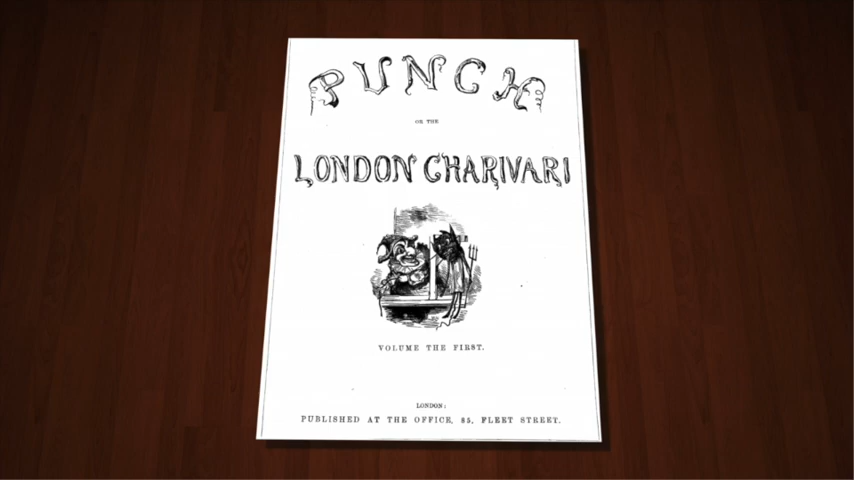 PUNCH
OR THE
LONDON CHARIVARI
VOLUME THE FIRST.
LONDON:
PUBLISHED AT THE OFFICE, 85, FLEET STREET.